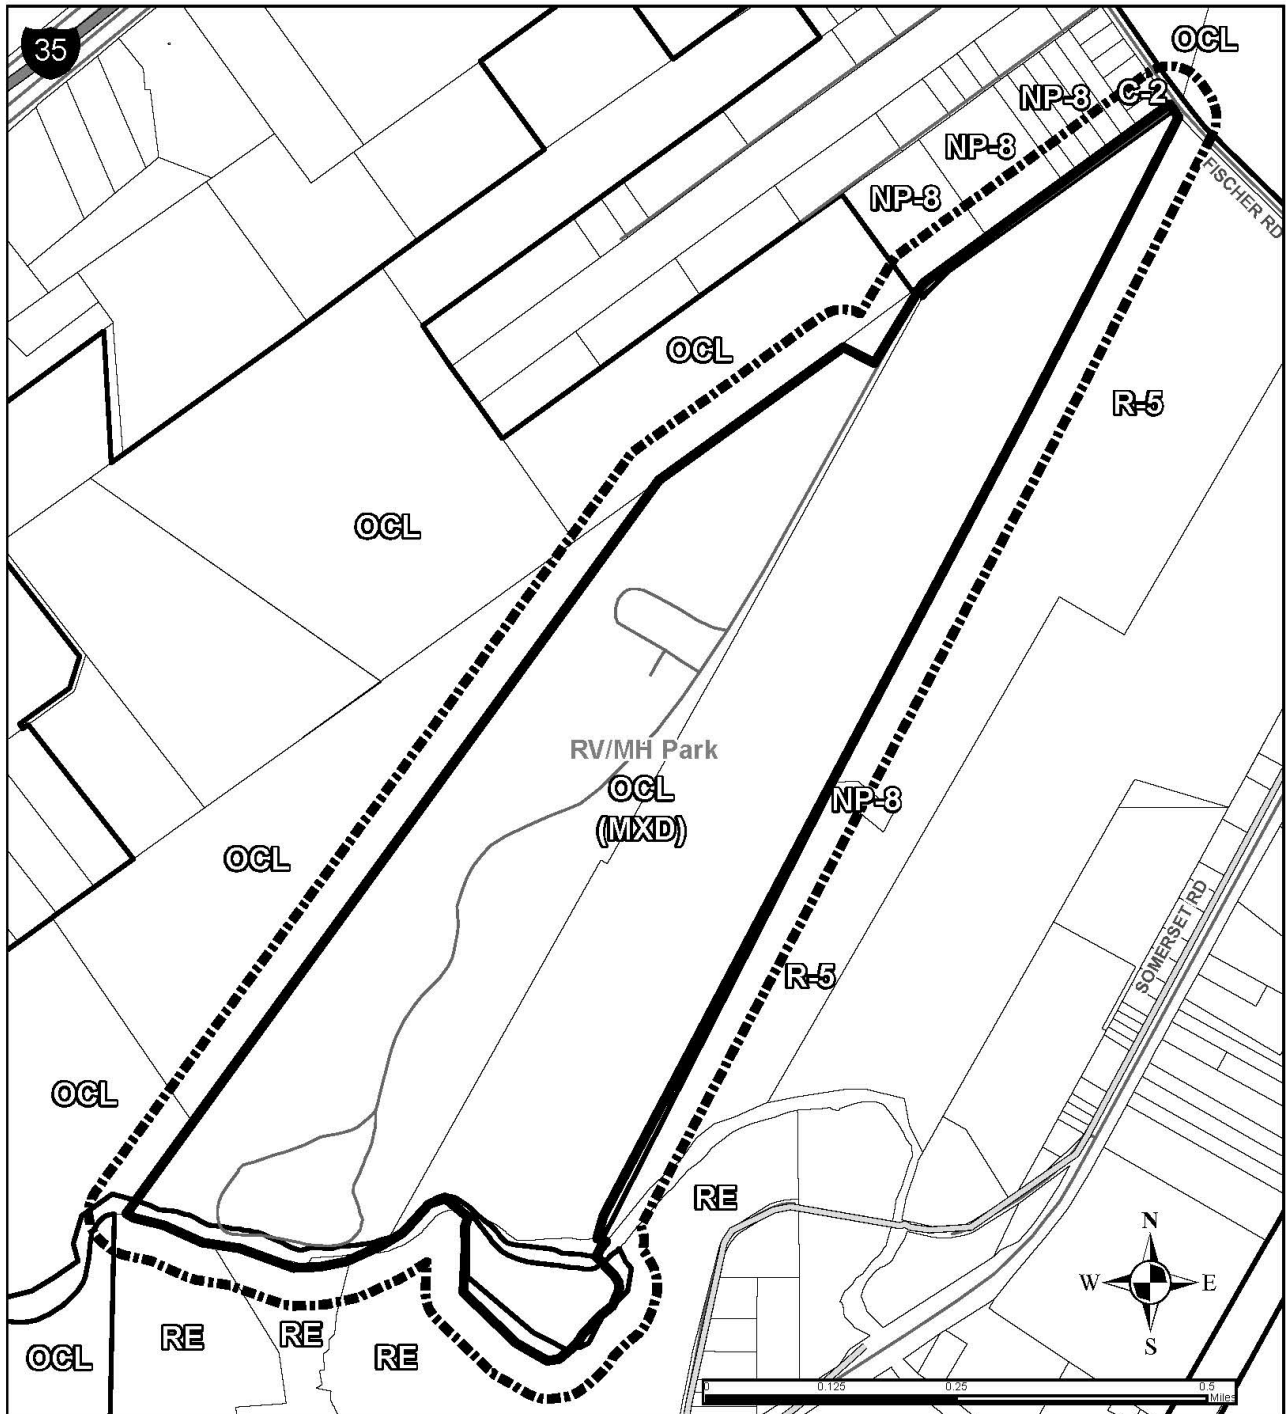 35
OCL
NP-8
C-2
NP-8
NP-8
FISCHER RD
OCL
R-5
OCL
RV/MH Park
OCL
(MXD)
NP-8
OCL
SOMERSET RD
R-5
OCL
RE
N
W
E
S
RE
RE
RE
OCL
0
0.125
0.25
0.5
Miles